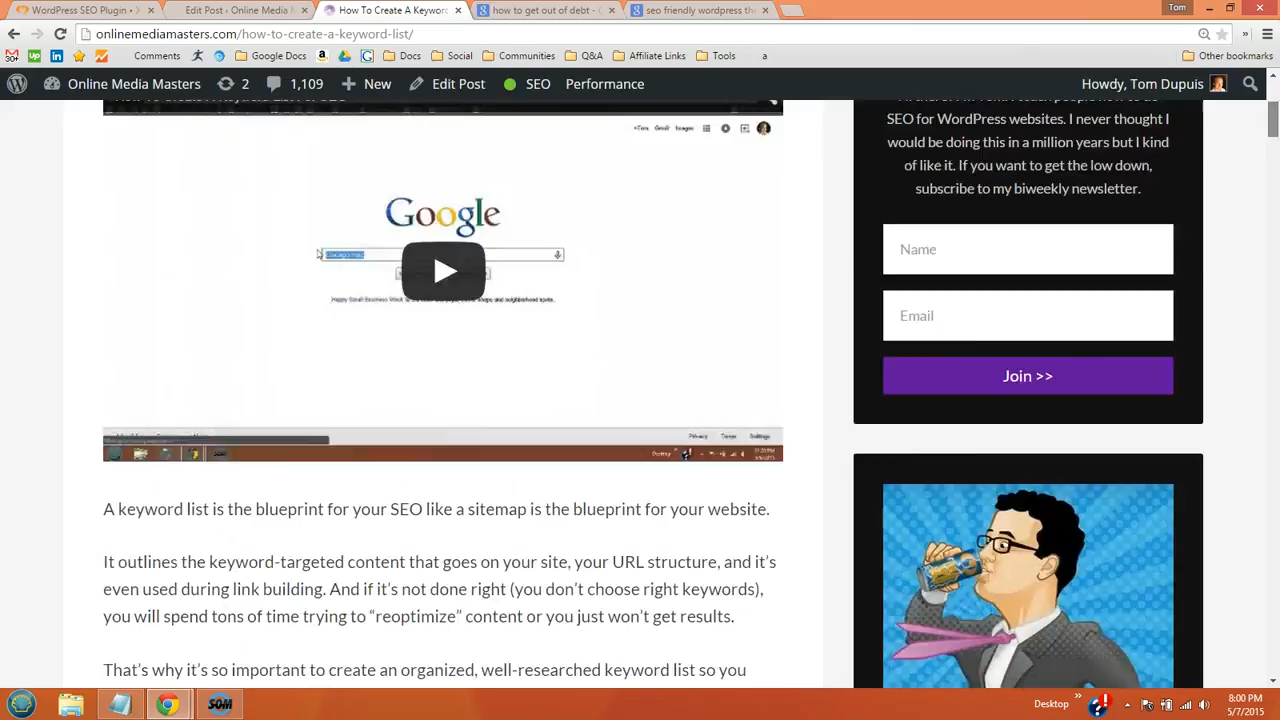 WordPress SEO Plugin •
Edit Post ‹ Online Media
How To Create A Keyword
how to get out of debt -
seo friendly wordpress the
Tom
onlinemediamasters.com/how-to-create-a-keyword-list/
Comments
Google Docs
Docs
Social
Communities
Q&A
Affiliate Links
Tools
a
Other bookmarks
Online Media Masters
2
1,109
New
Edit Post
SEO
Performance
Howdy, Tom Dupuis
+Tom Gmail Images
Google
Privacy Terms Settings
Desktop
A keyword list is the blueprint for your SEO like a sitemap is the blueprint for your website.
It outlines the keyword-targeted content that goes on your site, your URL structure, and it's
even used during link building. And if it's not done right (you don't choose right keywords),
you will spend tons of time trying to “reoptimize” content or you just won't get results.
That's why it's so important to create an organized, well-researched keyword list so you
SEO for WordPress websites. I never thought I
would be doing this in a million years but I kind
of like it. If you want to get the low down,
subscribe to my biweekly newsletter.
Name
Email
Join >>
SOM
Desktop
8:00 PM
5/7/2015